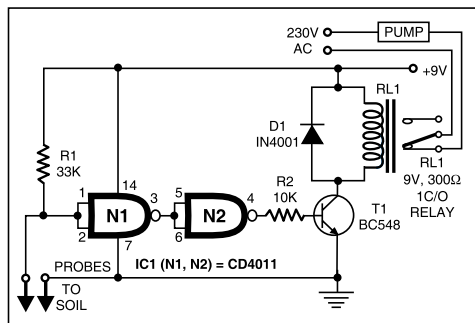 230V
PUMP
AC
+9V
RL1
D1
IN4001
R1
33K
RL1
9V, 300Ω
1C/O
RELAY
1
2
14
3
N1
7
5
6
N2
4
R2
10K
T1
BC548
PROBES
IC1 (N1, N2) = CD4011
TO
SOIL